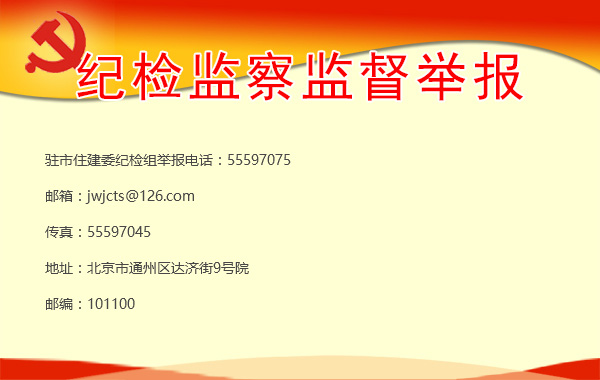 纪检监察监督举报
驻市住建委纪检组举报电话：55597075
邮箱：jwjcts@126.com
传真：55597045
地址：北京市通州区达济街9号院
邮编：101100